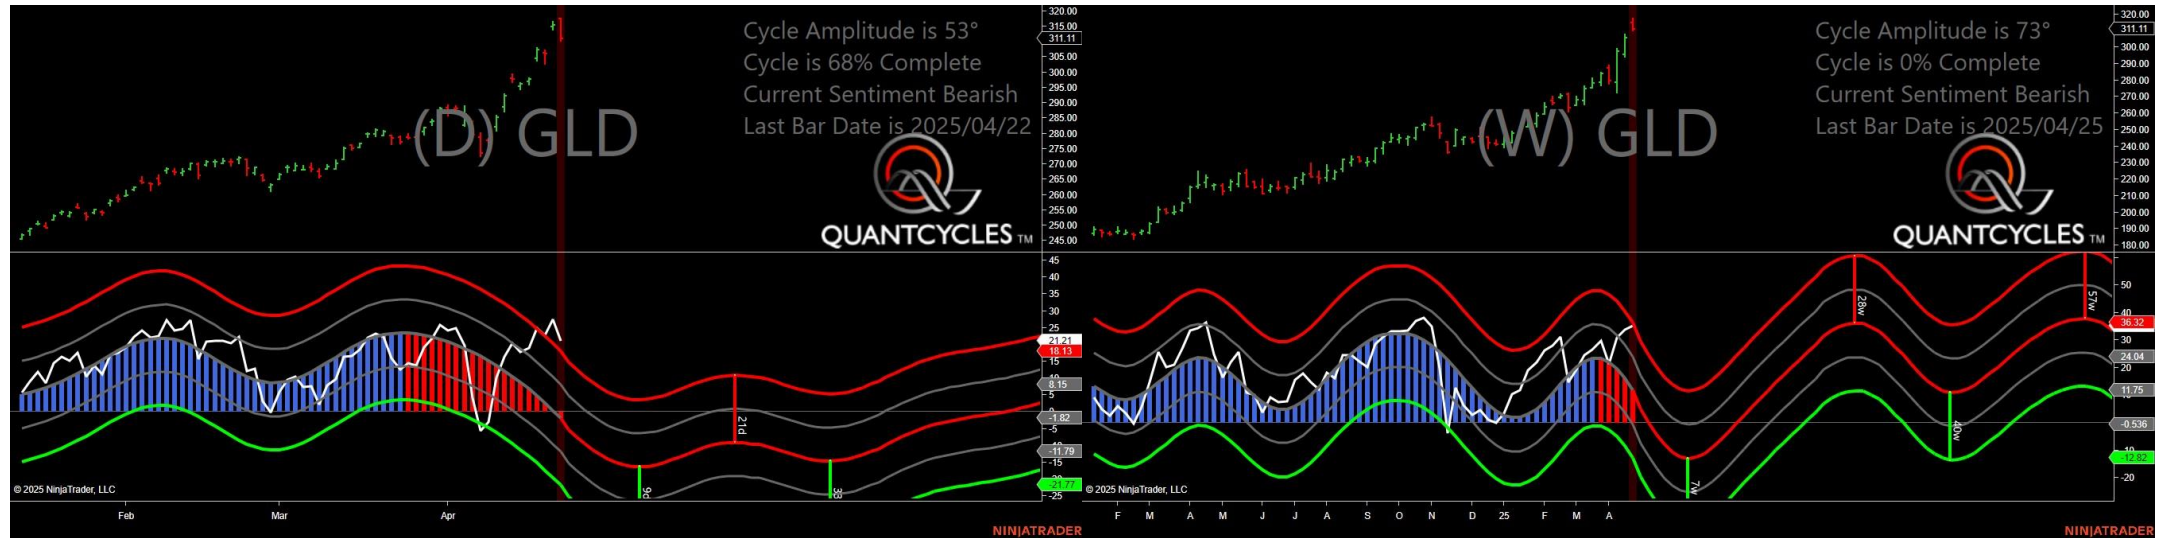 Cycle Amplitude is 53°
Cycle is 68% Complete
Current Sentiment Bearish
Last Bar Date is 2025/04/22
(D) GLD
QUANTCYCLES TM
320.00
315.00
311.11
305.00
300.00
295.00
290.00
285.00
280.00
275.00
270.00
265.00
260.00
255.00
250.00
245.00
45
40
35
30
25
21.21
18.13
15
8.15
5
-1.82
-5
-11.79
-15
-21.77
-25
9d
21d
© 2025 NinjaTrader, LLC
Feb Mar Apr
NINJATRADER
Cycle Amplitude is 73°
Cycle is 0% Complete
Current Sentiment Bearish
Last Bar Date is 2025/04/25
(W) GLD
QUANTCYCLES TM
320.00
311.11
300.00
290.00
280.00
270.00
260.00
250.00
240.00
230.00
220.00
210.00
200.00
190.00
180.00
50
40
36.32
30
24.04
20
11.75
-0.536
-10
-12.82
-20
7w
28w
40w
57w
© 2025 NinjaTrader, LLC
F M A M J J A S O N D 25 F M A
NINJATRADER